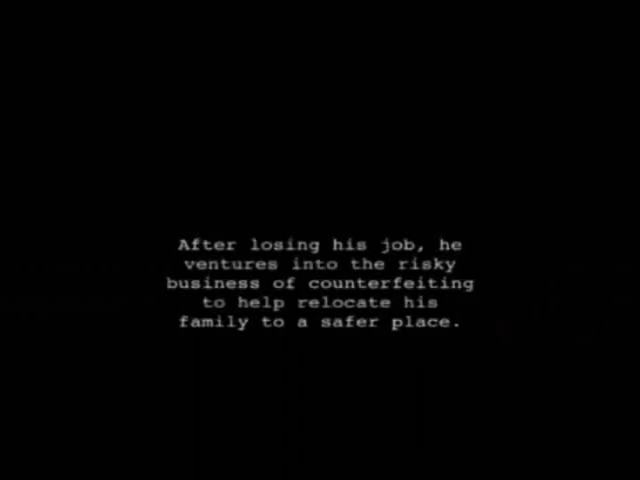 After losing his job, he
ventures into the risky
business of counterfeiting
to help relocate his
family to a safer place.